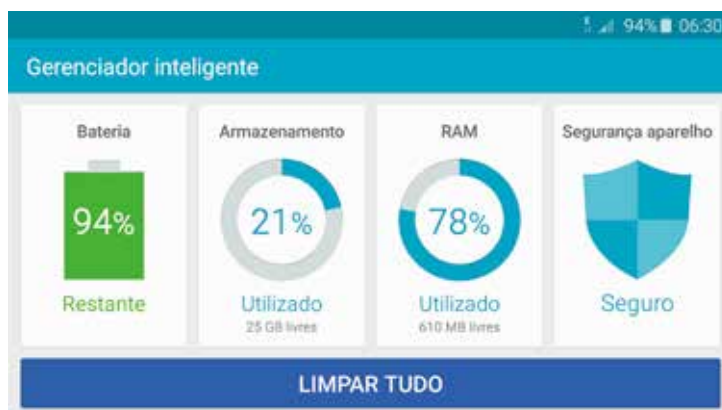 94% 06:30
Gerenciador inteligente
Bateria
94%
Restante
Armazenamento
21%
Utilizado
25 GB livres
RAM
78%
Utilizado
610 MB livres
Segurança aparelho
Seguro
LIMPAR TUDO